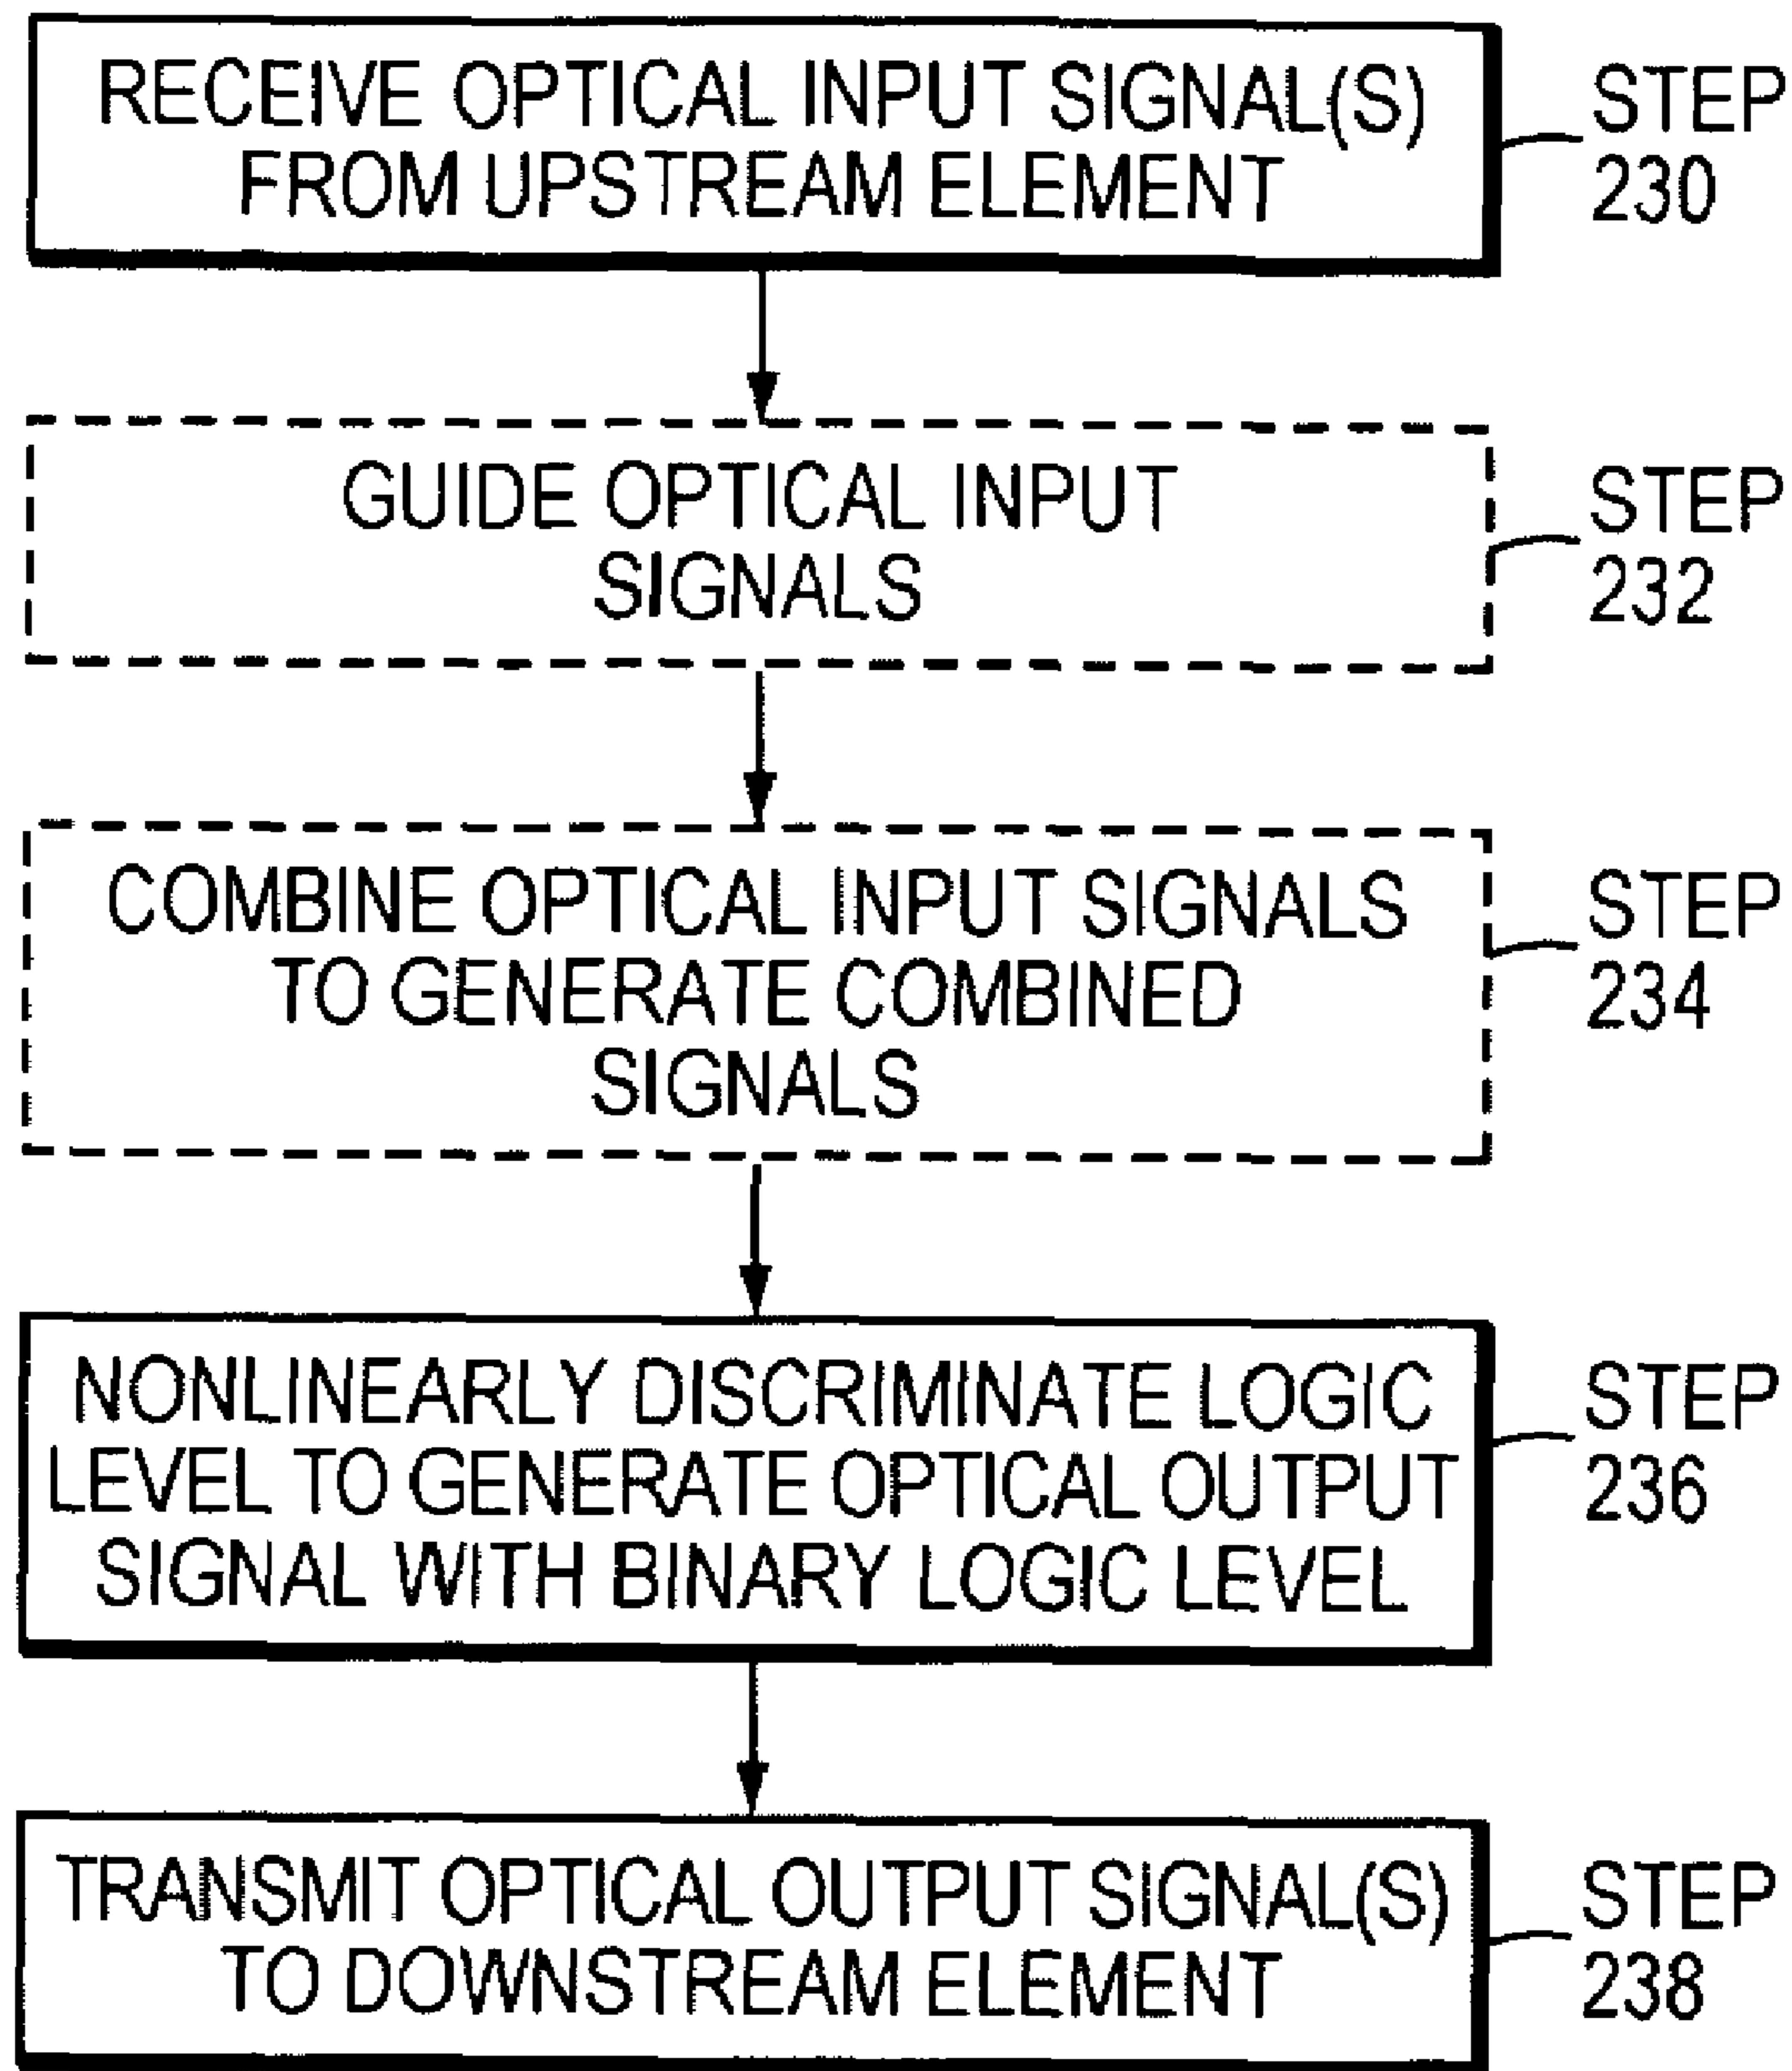 RECEIVE OPTICAL INPUT SIGNAL(S)
FROM UPSTREAM ELEMENT
STEP
230
GUIDE OPTICAL INPUT
SIGNALS
STEP
232
COMBINE OPTICAL INPUT SIGNALS
TO GENERATE COMBINED
SIGNALS
STEP
234
NONLINEARLY DISCRIMINATE LOGIC
LEVEL TO GENERATE OPTICAL OUTPUT
SIGNAL WITH BINARY LOGIC LEVEL
STEP
236
TRANSMIT OPTICAL OUTPUT SIGNAL(S)
TO DOWNSTREAM ELEMENT
STEP
238